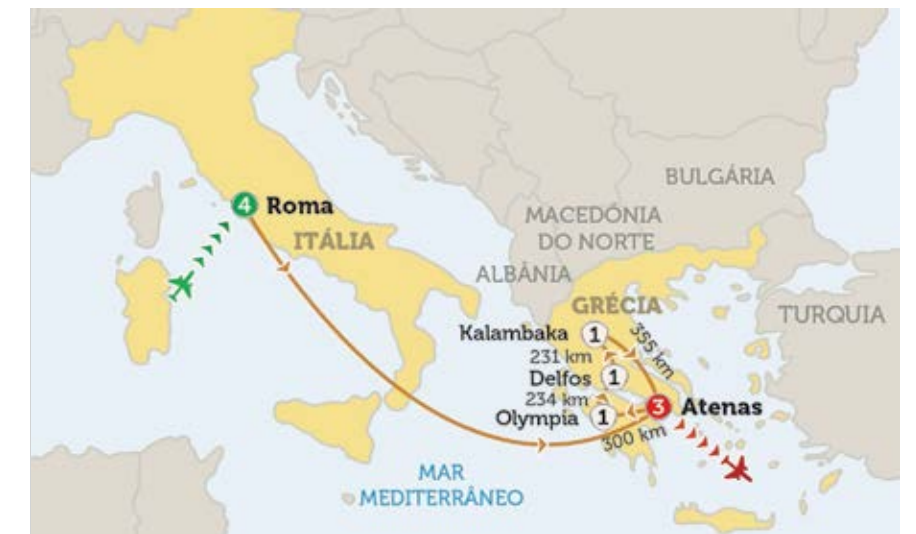 BULGÁRIA
4 Roma
MACEDÓNIA
DO NORTE
ITÁLIA
ALBÂNIA
GRÉCIA
TURQUIA
Kalambaka 1
355 km
231 km
Delfos 1
234 km
3 Atenas
Olympia 1
300 km
MAR
MEDITERRÂNEO